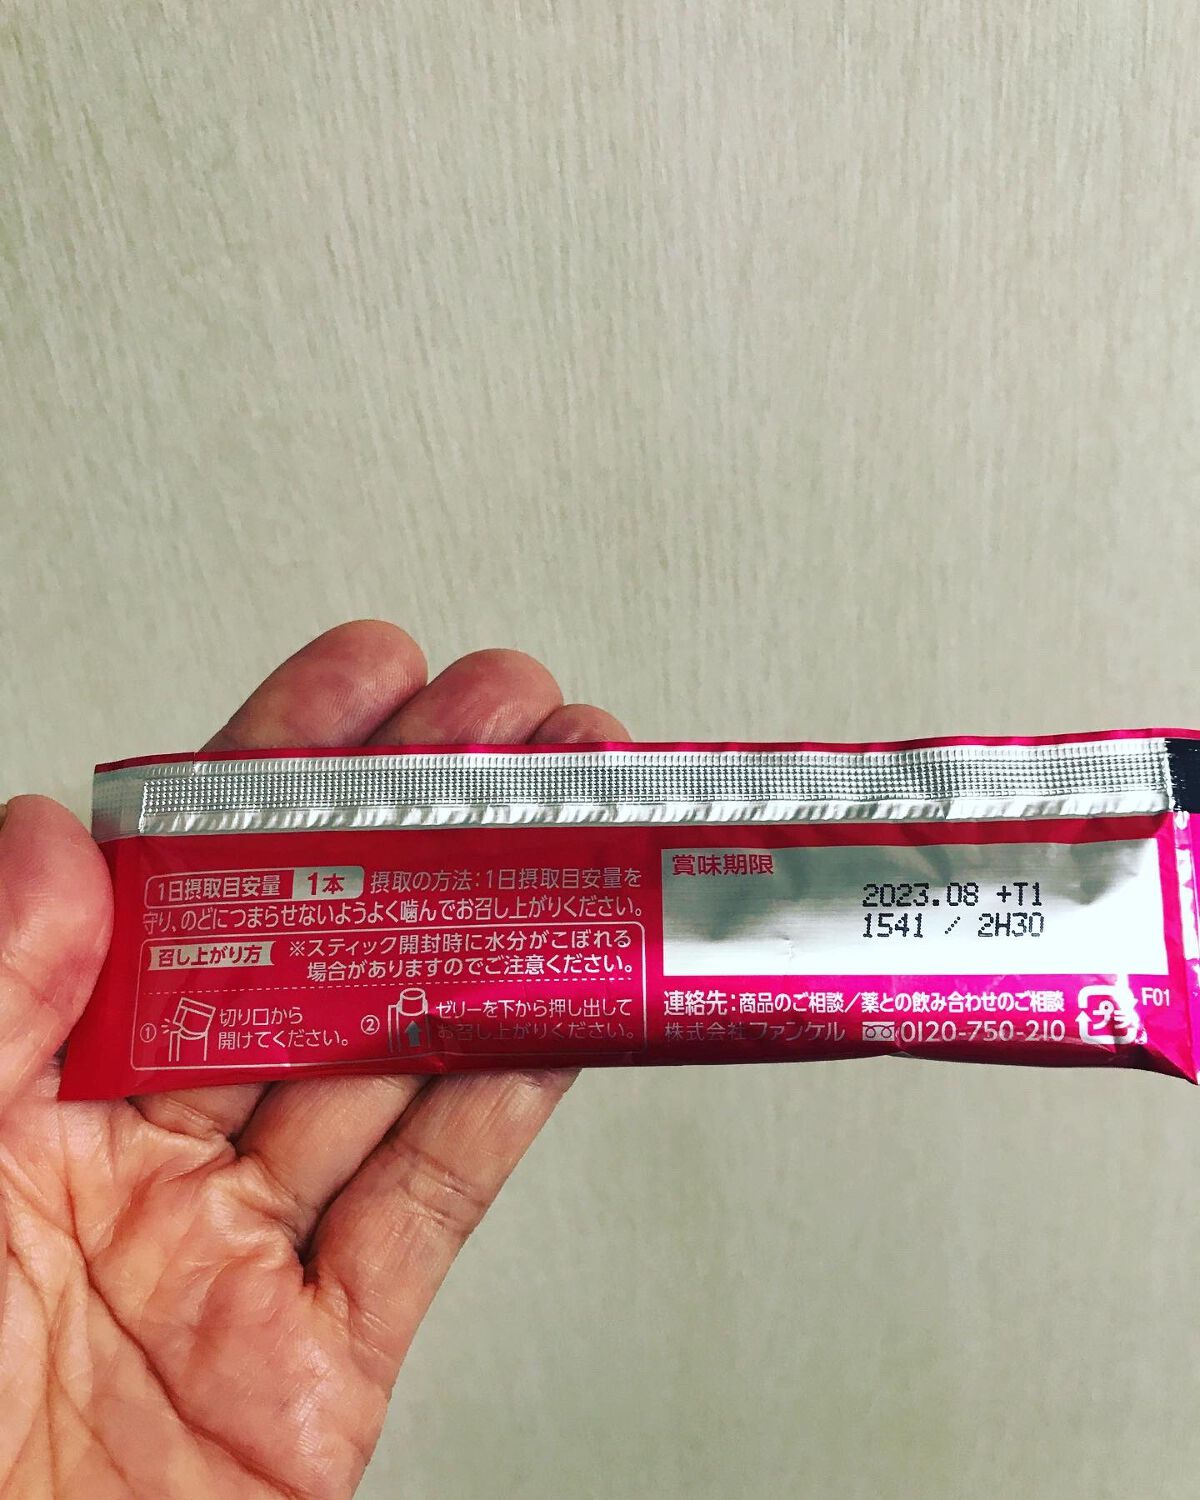 1日摂取目安量 1本 摂取の方法:1日摂取目安量を
守り、のどにつまらせないようよく噛んでお召し上がりください。
召し上がり方 ※スティック開封時に水分がこぼれる
場合がありますのでご注意ください。
① 切り口から
開けてください。
② ゼリーを下から押し出して
お召し上がりください。
賞味期限
2023.08 +T1
1541 / 2H30
連絡先:商品のご相談/薬との飲み合わせのご相談
株式会社ファンケル 0120-750-210
プラ
F01